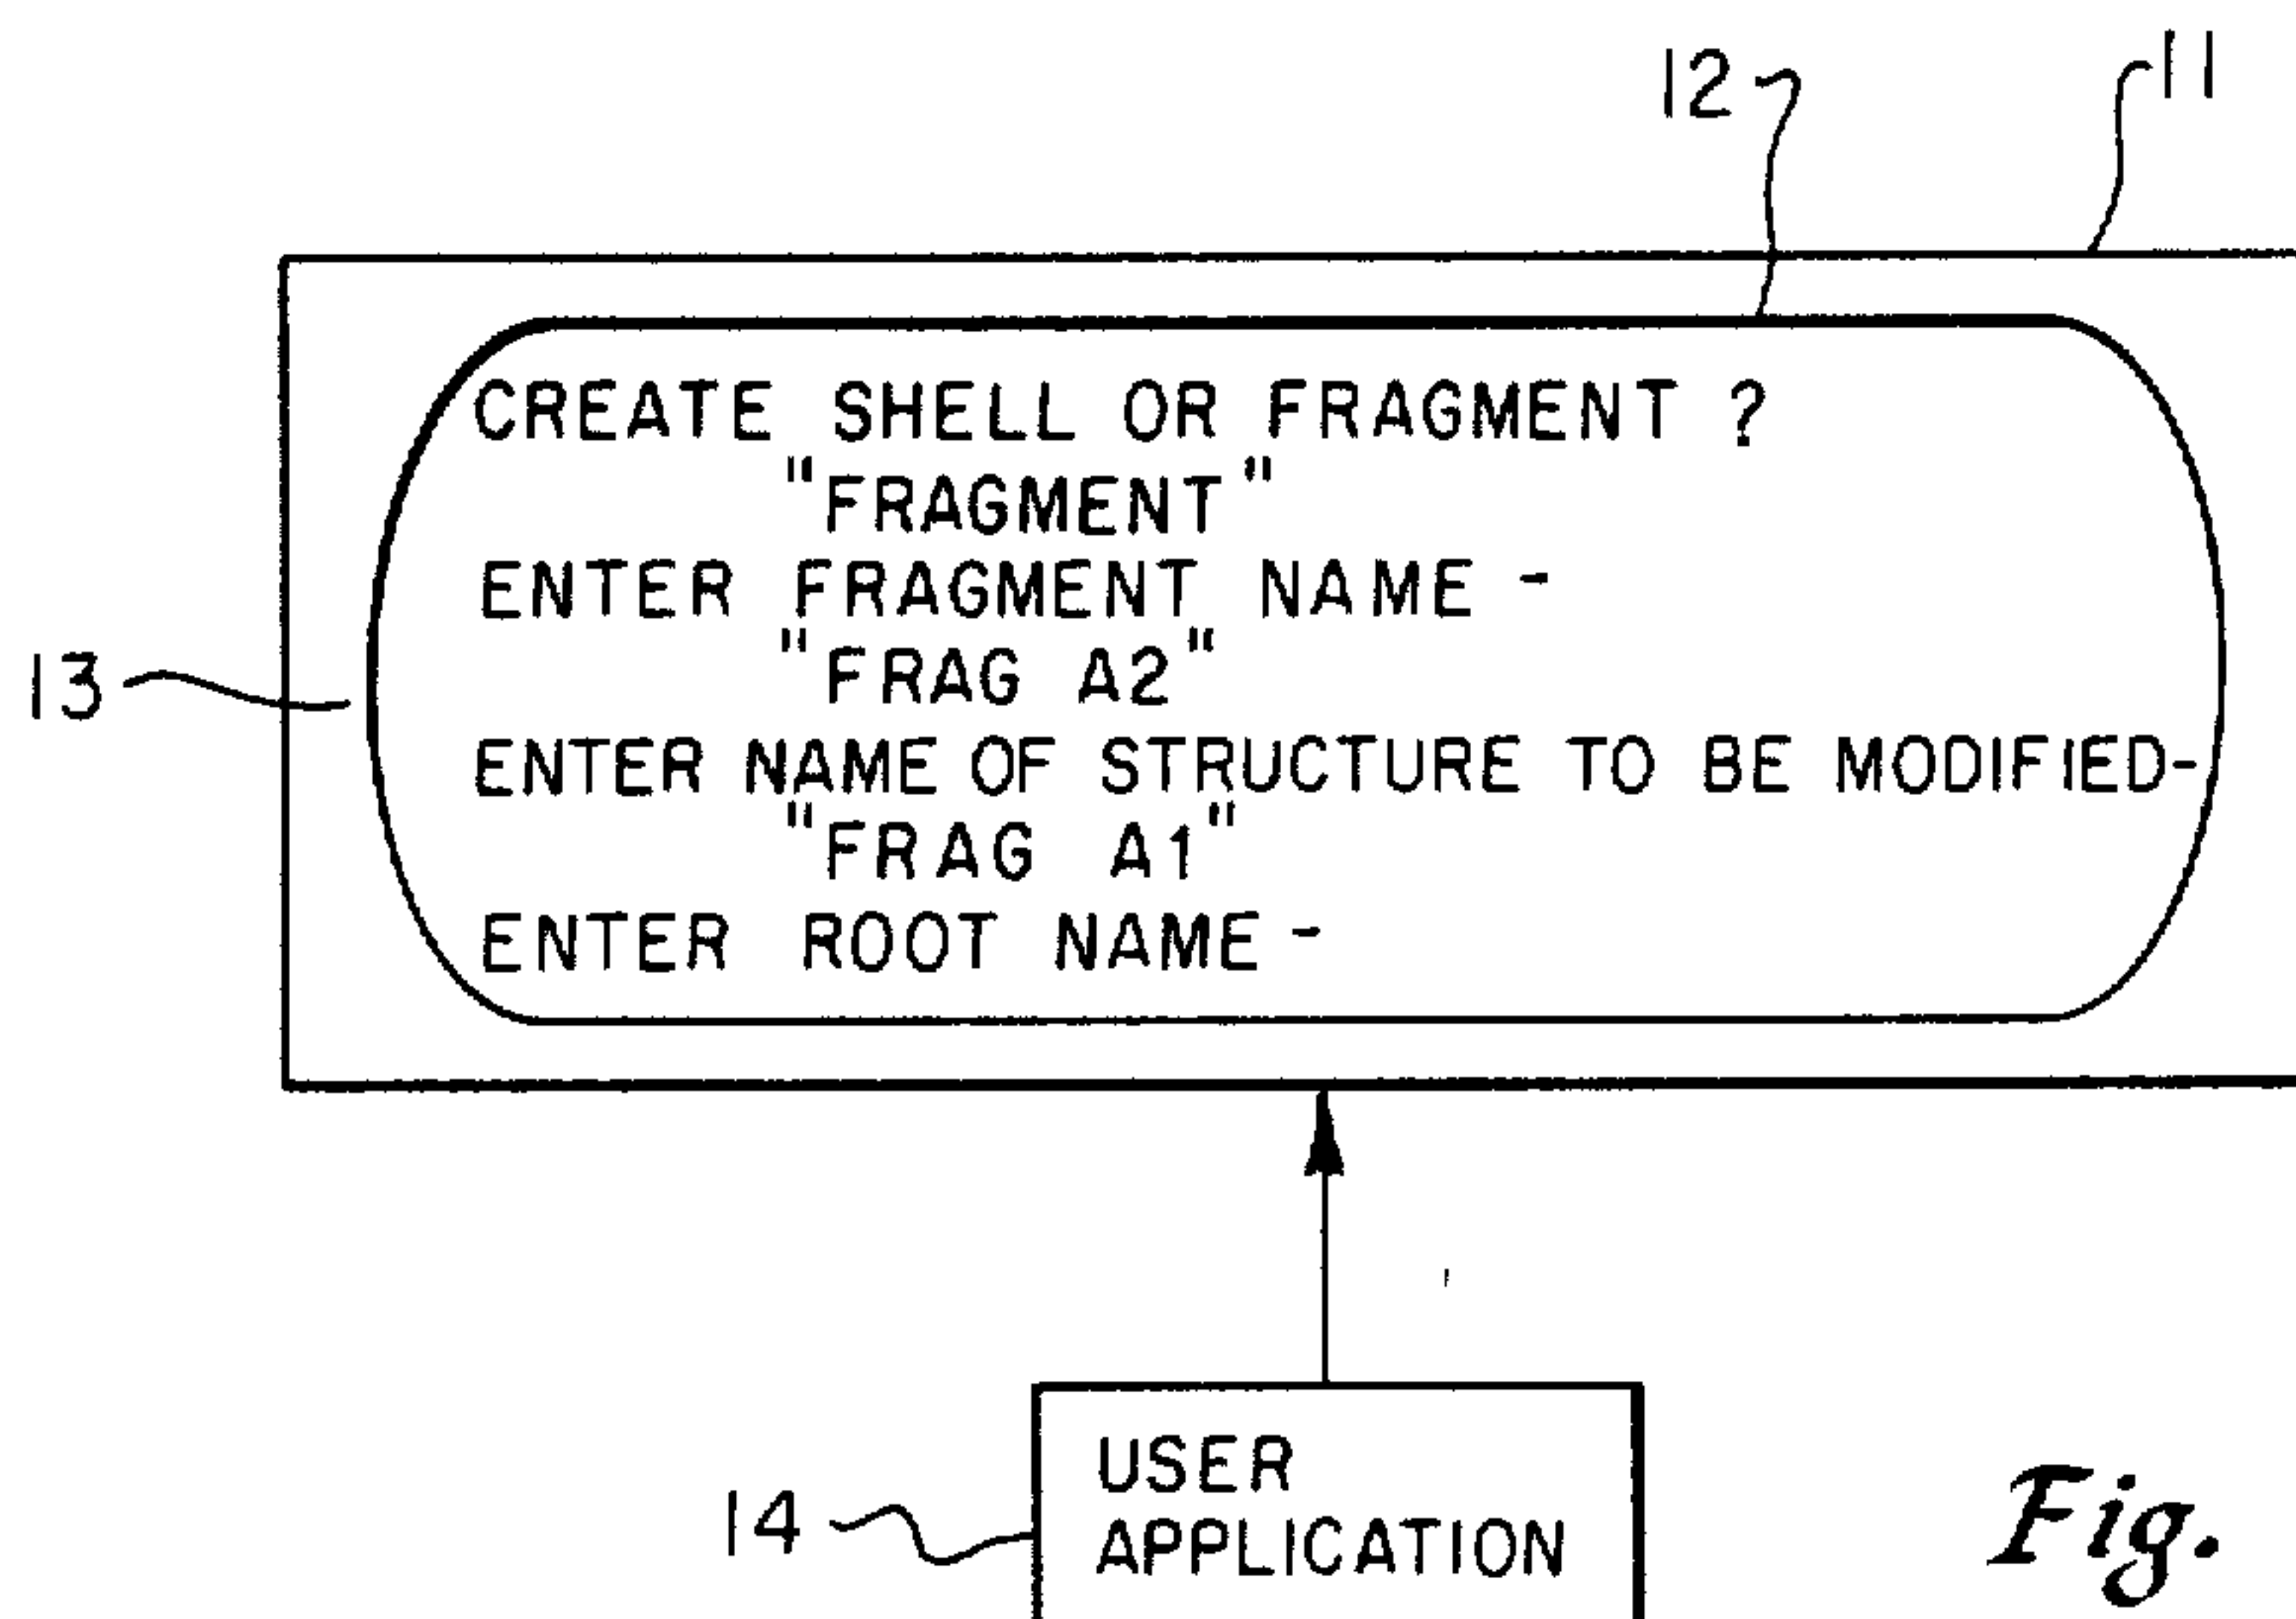 12
11
CREATE SHELL OR FRAGMENT ?
"FRAGMENT"
ENTER FRAGMENT NAME -
"FRAG A2"
13
ENTER NAME OF STRUCTURE TO BE MODIFIED-
"FRAG A1"
ENTER ROOT NAME -
USER
14
APPLICATION
Fig.